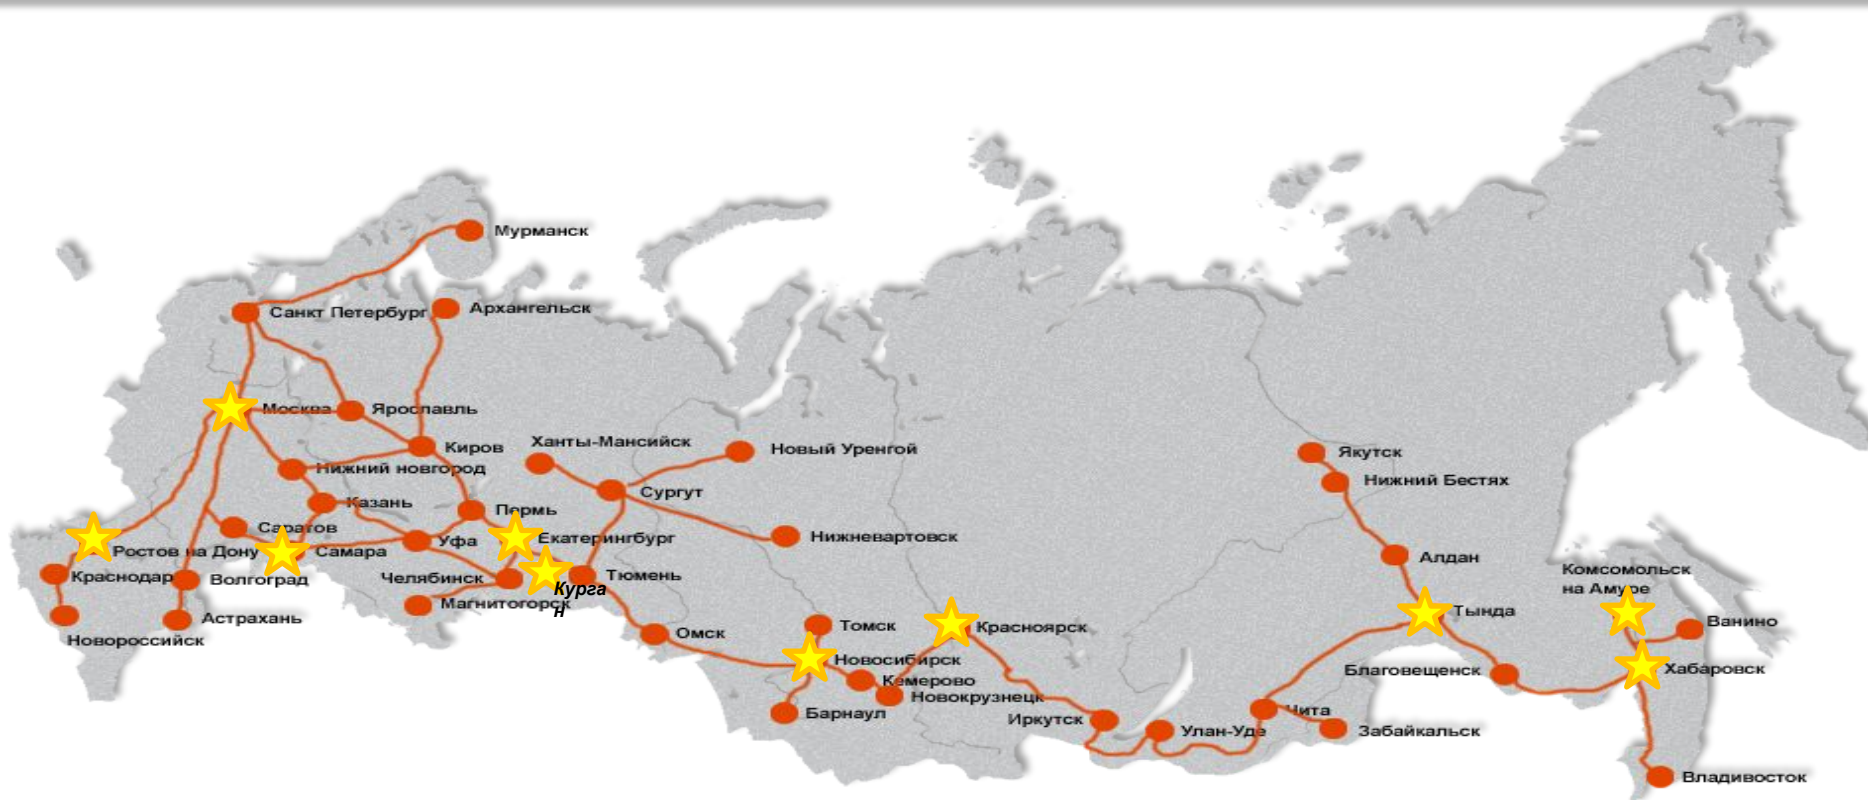 Мурманск
Санкт Петербург
Архангельск
Москва
Ярославль
Киров
Ханты-Мансийск
Новый Уренгой
Якутск
Нижний новгород
Нижний Бестях
Сургут
Казань
Пермь
Саратов
Екатеринбург
Нижневартовск
Уфа
Ростов на Дону
Самара
Алдан
Комсомольск
на Амуре
Краснодар
Волгоград
Челябинск
Тюмень
Курга
н
Магнитогорск
Тында
Астрахань
Ванино
Томск
Красноярск
Омск
Новороссийск
Новосибирск
Хабаровск
Благовещенск
Кемерово
Новокрузнецк
Барнаул
Чита
Иркутск
Улан-Удe
Забайкальск
Владивосток